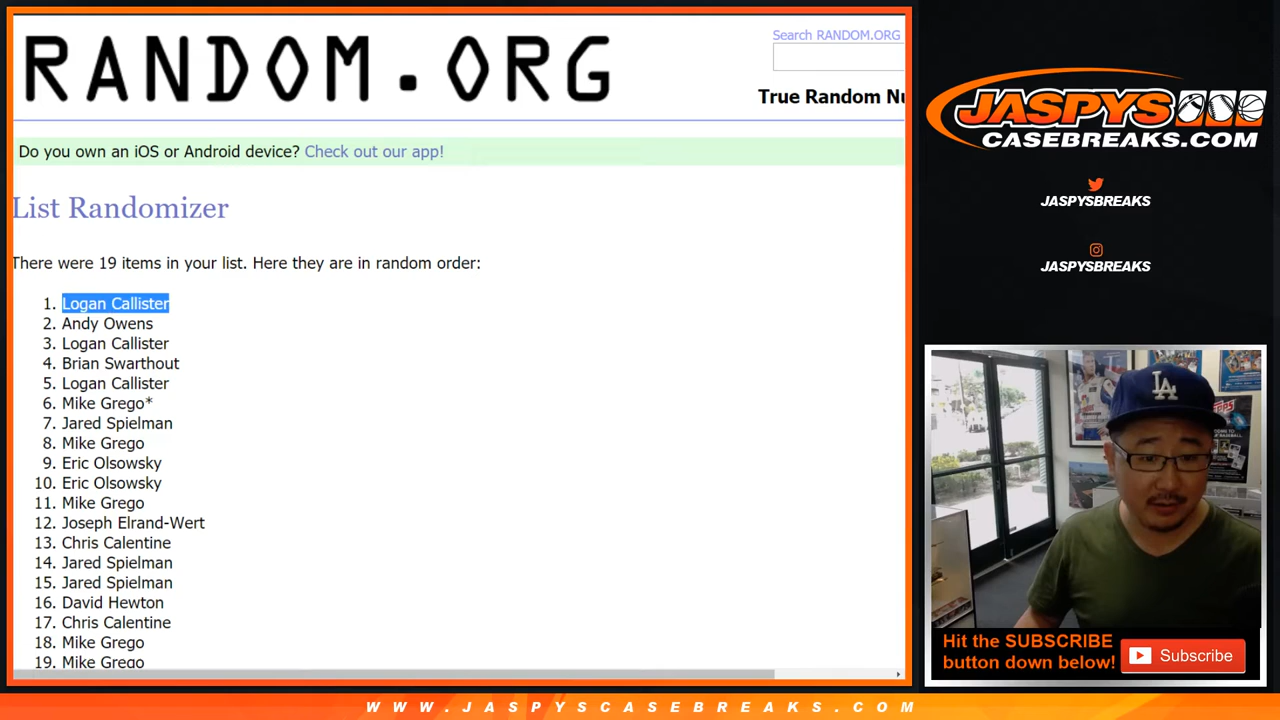 RANDOM.ORG
Search RANDOM.ORG
True Random Nu
Do you own an iOS or Android device? Check out our app!
List Randomizer
There were 19 items in your list. Here they are in random order:
1. Logan Callister
2. Andy Owens
3. Logan Callister
4. Brian Swarthout
5. Logan Callister
6. Mike Grego*
7. Jared Spielman
8. Mike Grego
9. Eric Olsowsky
10. Eric Olsowsky
11. Mike Grego
12. Joseph Elrand-Wert
13. Chris Calentine
14. Jared Spielman
15. Jared Spielman
16. David Hewton
17. Chris Calentine
18. Mike Grego
19. Mike Grego
JASPYS
CASEBREAKS.COM
JASPYSBREAKS
JASPYSBREAKS
LA
Topps
Hit the SUBSCRIBE
button down below!
Subscribe
WWW.JASPYSCASEBREAKS.COM